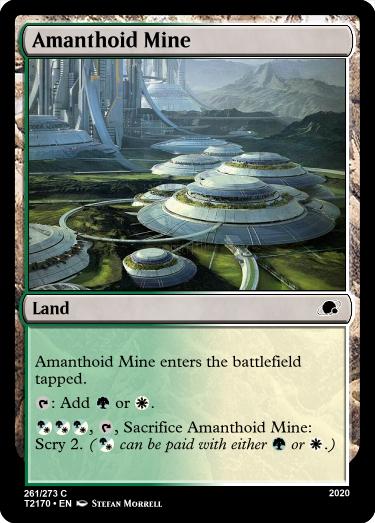 Amanthoid Mine
Land
Amanthoid Mine enters the battlefield
tapped.
: Add or .
, , Sacrifice Amanthoid Mine:
Scry 2. ( can be paid with either or .)
261/273 C
2020
T2170 • EN Stefan Morrell